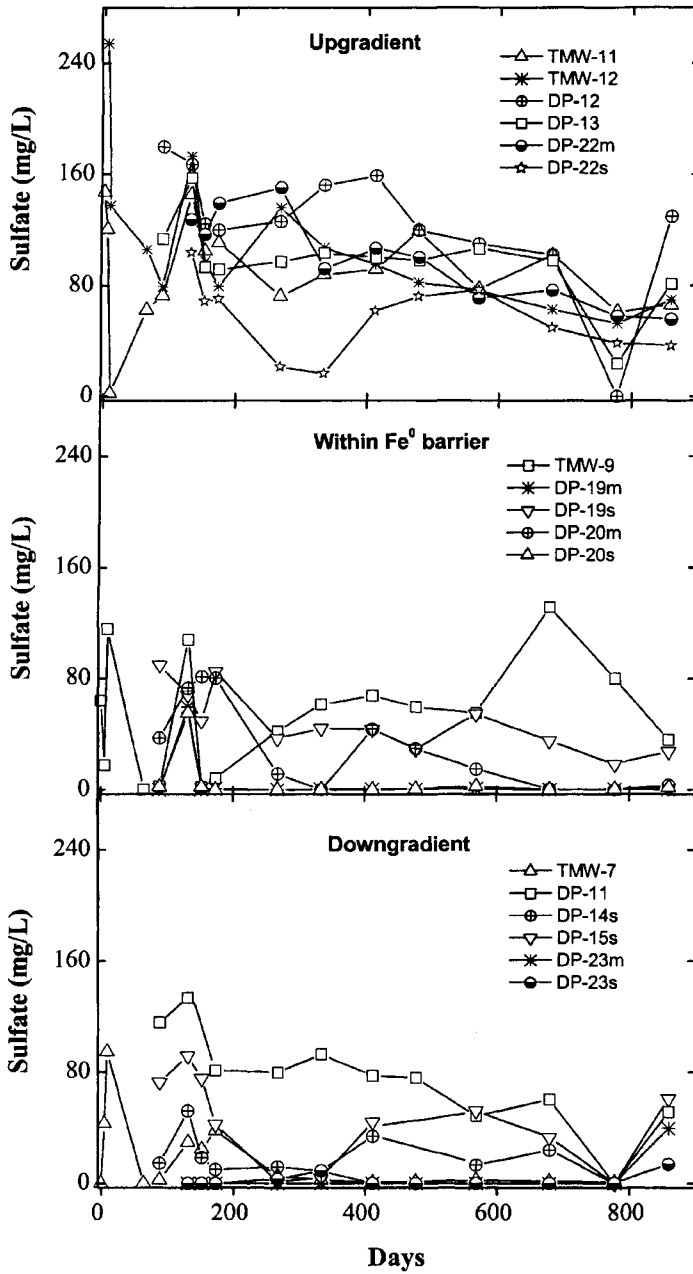 Upgradient
TMW-11
TMW-12
DP-12
DP-13
DP-22m
DP-22s
Sulfate (mg/L)
240
160
80
0
Within Fe⁰ barrier
TMW-9
DP-19m
DP-19s
DP-20m
DP-20s
Sulfate (mg/L)
240
160
80
0
Downgradient
TMW-7
DP-11
DP-14s
DP-15s
DP-23m
DP-23s
Sulfate (mg/L)
240
160
80
0
0 200 400 600 800
Days